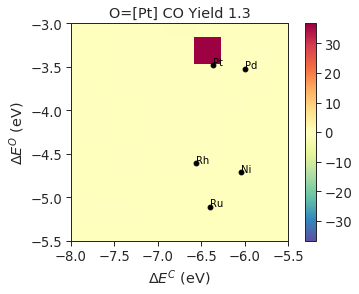 O=[Pt] CO Yield 1.3
−3.0
−3.5
−4.0
−4.5
−5.0
−5.5
ΔE^O (eV)
Pt
Pd
Rh
Ni
Ru
−8.0 −7.5 −7.0 −6.5 −6.0 −5.5
ΔE^C (eV)
30
20
10
0
−10
−20
−30